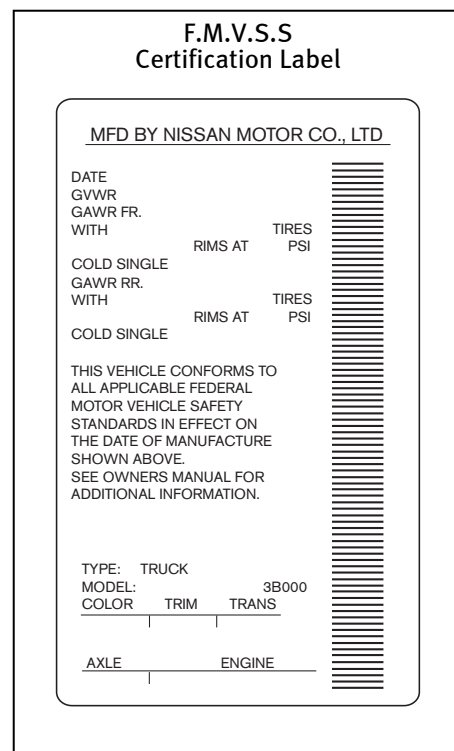 F.M.V.S.S
Certification Label
MFD BY NISSAN MOTOR CO., LTD
DATE
GVWR
GAWR FR.
WITH TIRES
RIMS AT PSI
COLD SINGLE
GAWR RR.
WITH TIRES
RIMS AT PSI
COLD SINGLE
THIS VEHICLE CONFORMS TO
ALL APPLICABLE FEDERAL
MOTOR VEHICLE SAFETY
STANDARDS IN EFFECT ON
THE DATE OF MANUFACTURE
SHOWN ABOVE.
SEE OWNERS MANUAL FOR
ADDITIONAL INFORMATION.
TYPE: TRUCK
MODEL: 3B000
COLOR TRIM TRANS
AXLE ENGINE